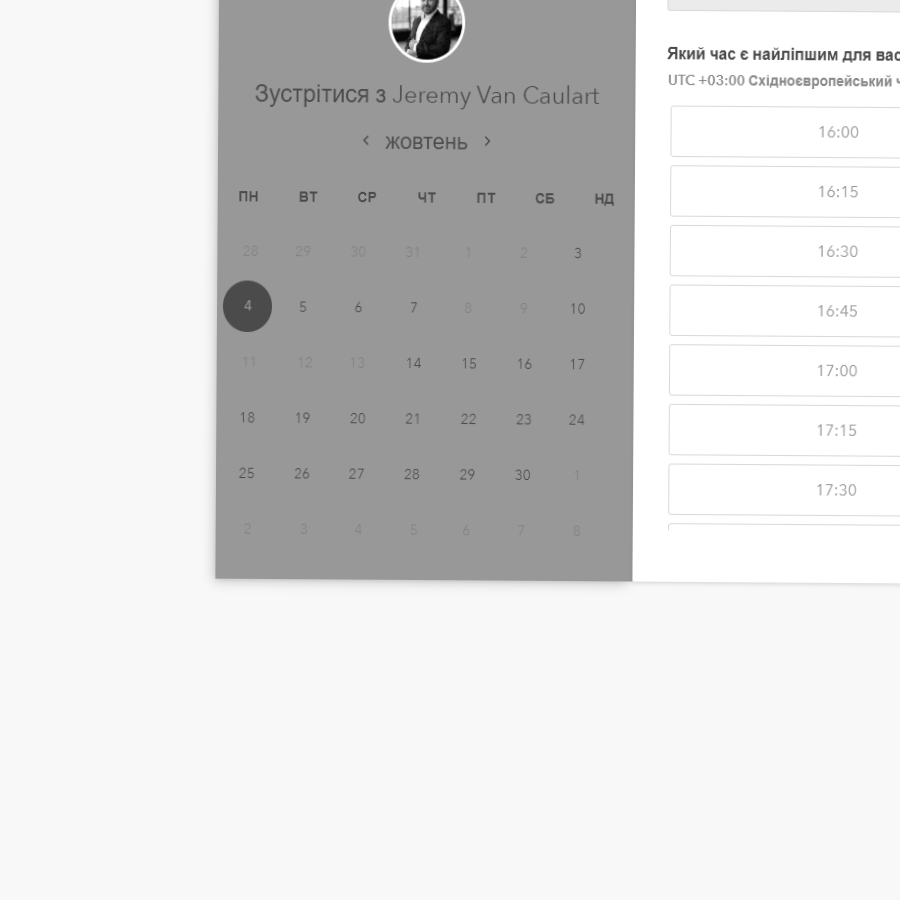 Зустрітися з Jeremy Van Caulart
жовтень
ПН ВТ СР ЧТ ПТ СБ НД
28 29 30 31 1 2 3
4 5 6 7 8 9 10
11 12 13 14 15 16 17
18 19 20 21 22 23 24
25 26 27 28 29 30 1
2 3 4 5 6 7 8
Який час є найліпшим для вас
UTC +03:00 Східноєвропейський
16:00
16:15
16:30
16:45
17:00
17:15
17:30